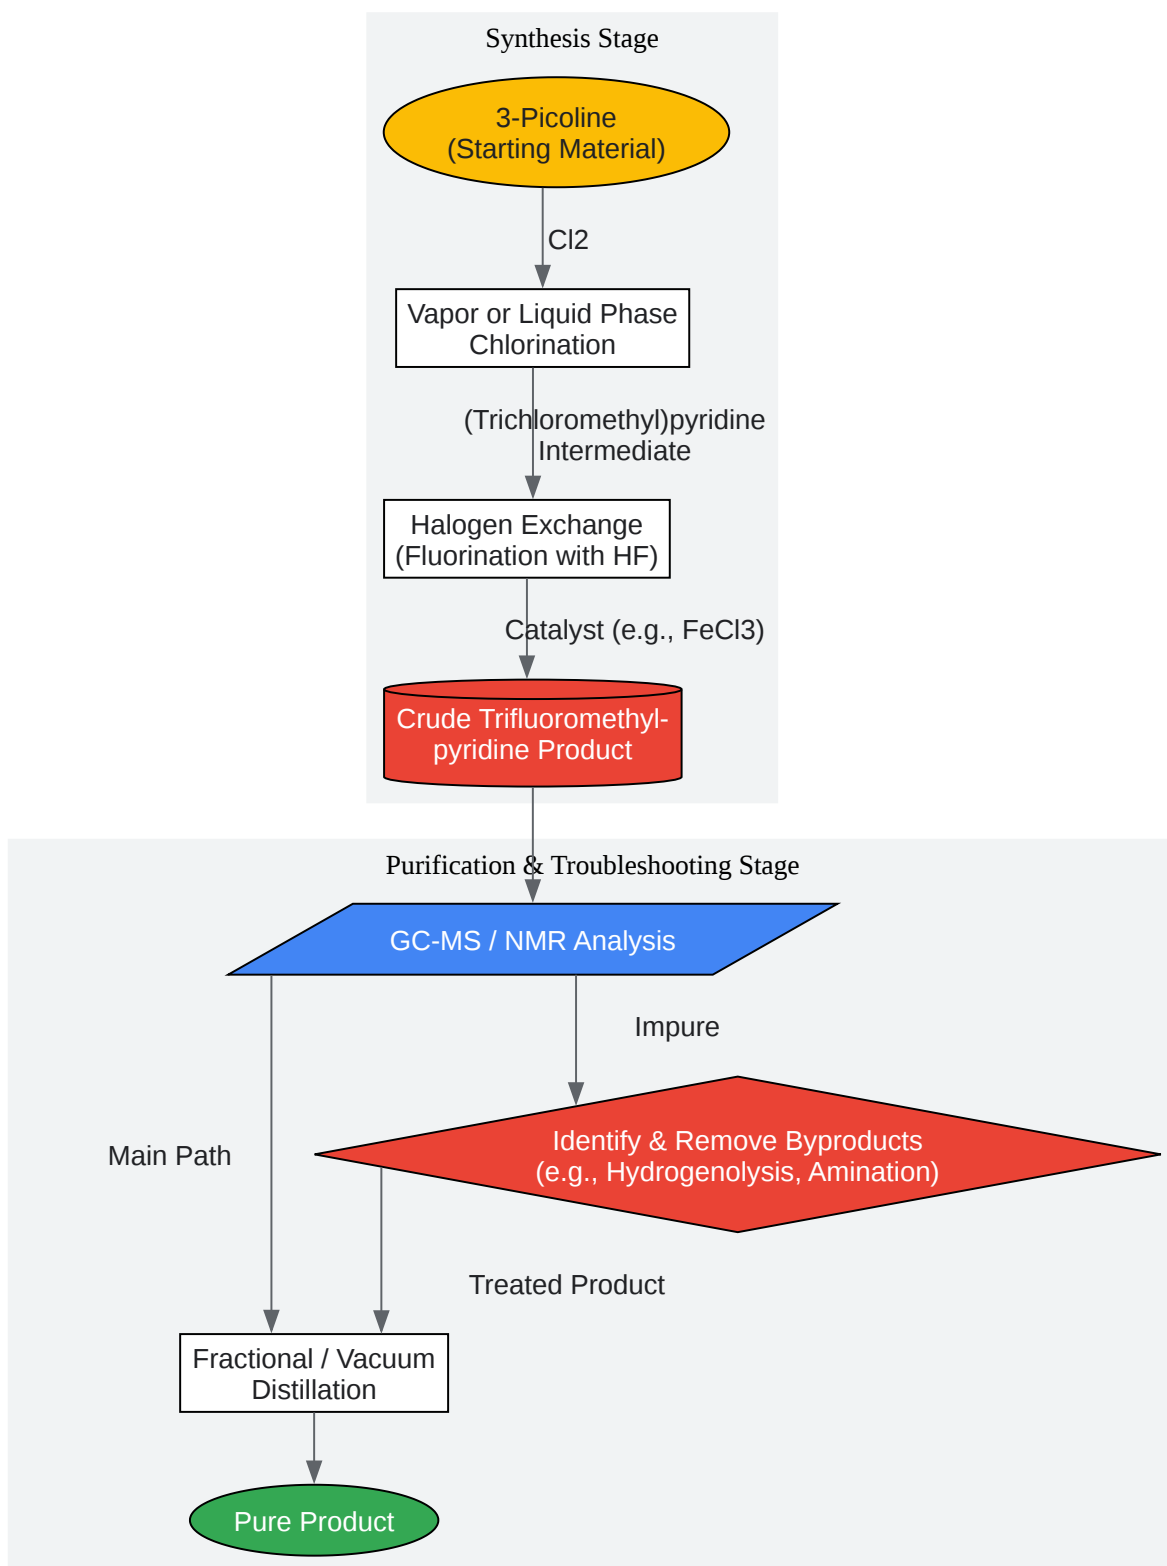 Synthesis Stage
3-Picoline
(Starting Material)
Cl2
Vapor or Liquid Phase
Chlorination
(Trichloromethyl)pyridine
Intermediate
Halogen Exchange
(Fluorination with HF)
Catalyst (e.g., FeCl3)
Crude Trifluoromethyl-
pyridine Product
Purification & Troubleshooting Stage
GC-MS / NMR Analysis
Impure
Identify & Remove Byproducts
(e.g., Hydrogenolysis, Amination)
Main Path
Treated Product
Fractional / Vacuum
Distillation
Pure Product